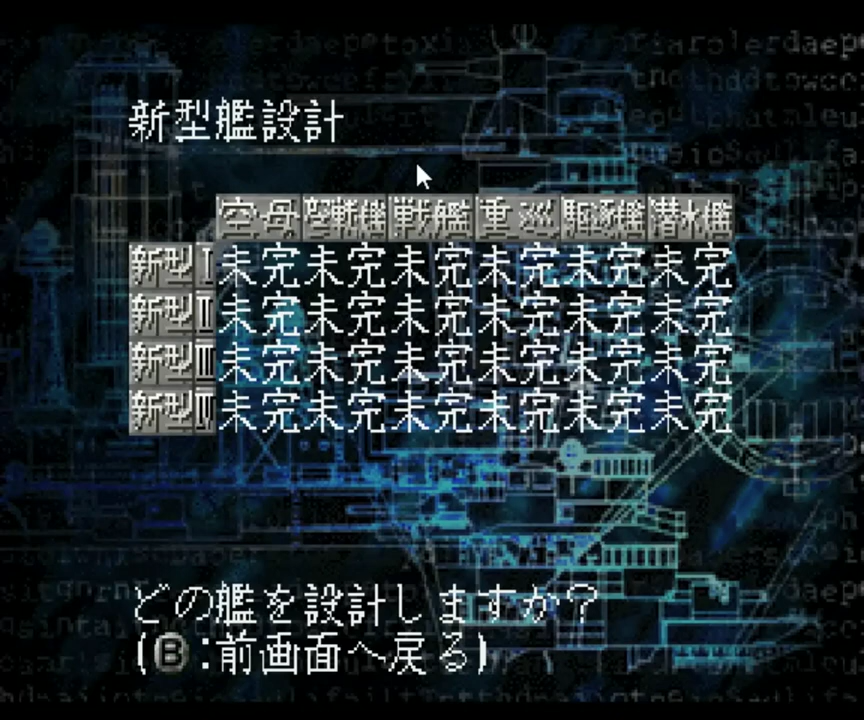 新型艦設計
空母 戦艦 重巡 駆逐艦 潜水艦
新型Ⅰ 未完 未完 未完 未完 未完 未完
新型Ⅱ 未完 未完 未完 未完 未完 未完
新型Ⅲ 未完 未完 未完 未完 未完 未完
新型Ⅳ 未完 未完 未完 未完 未完 未完
どの艦を設計しますか？
(B:前画面へ戻る)